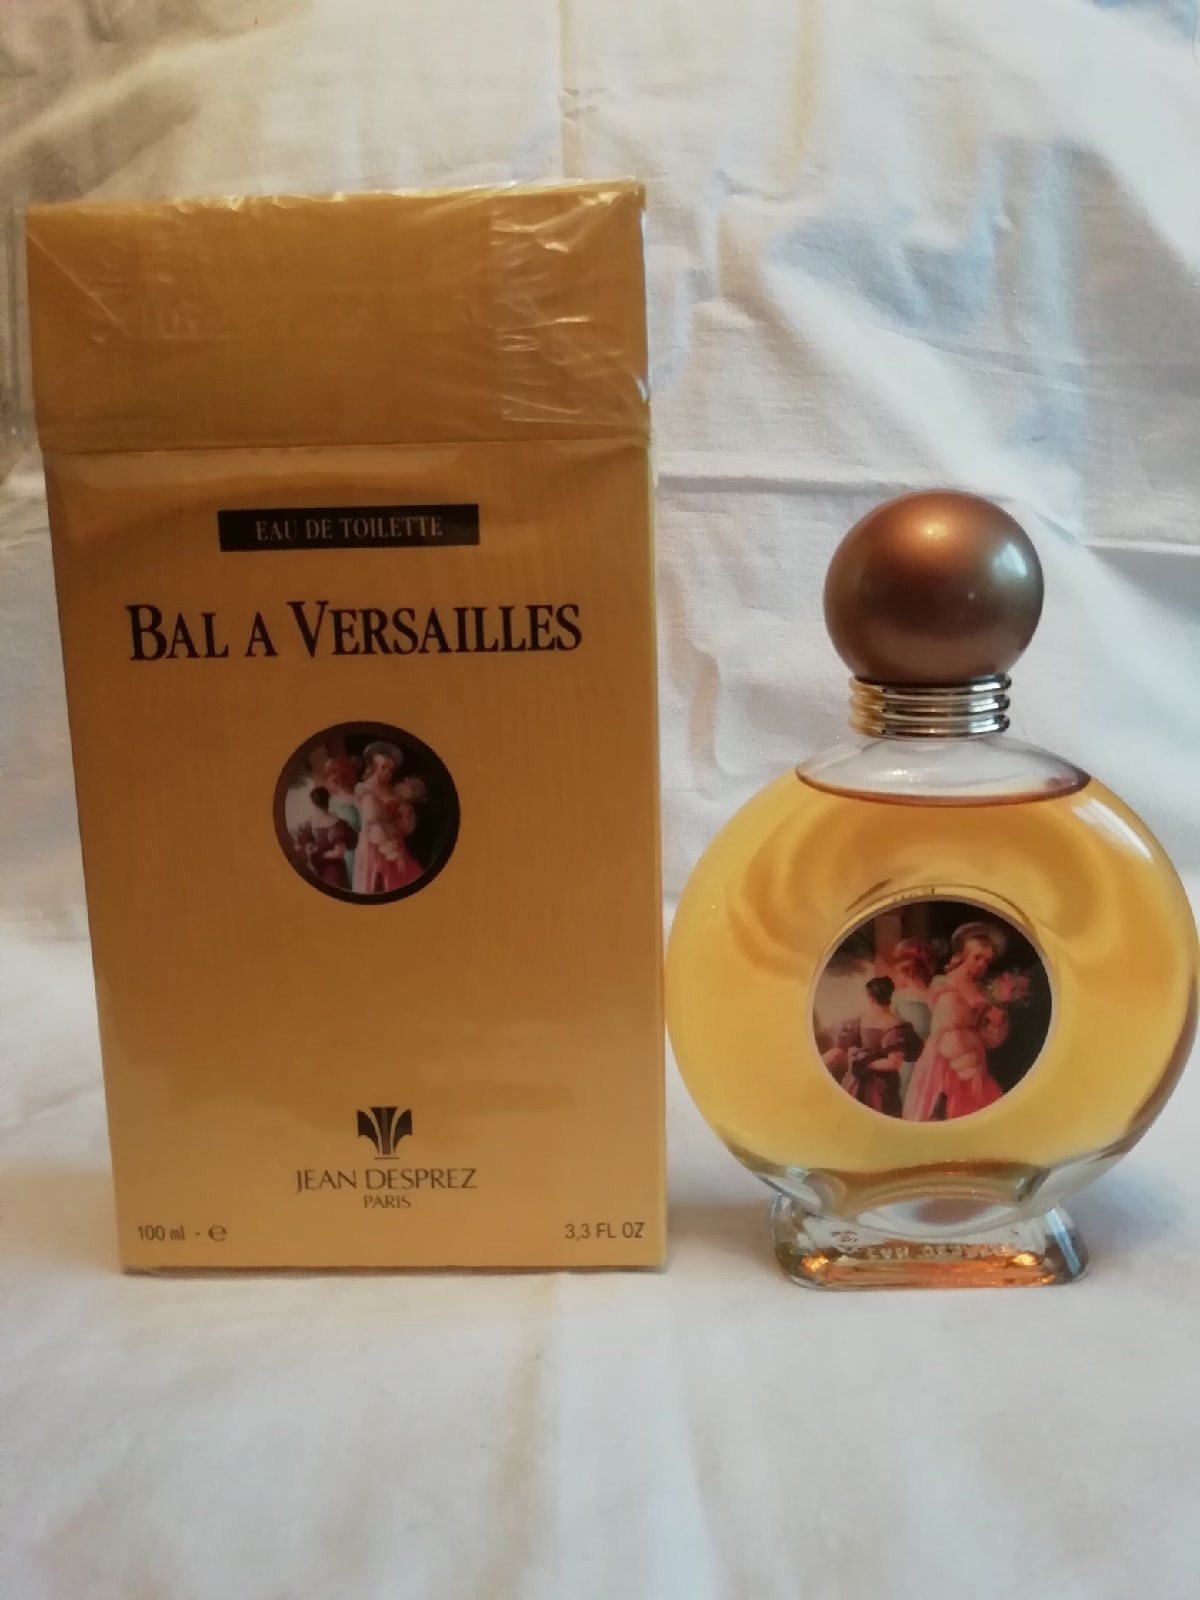 EAU DE TOILETTE
BAL A VERSAILLES
JEAN DESPREZ
PARIS
100 ml - ℮
3,3 FL OZ